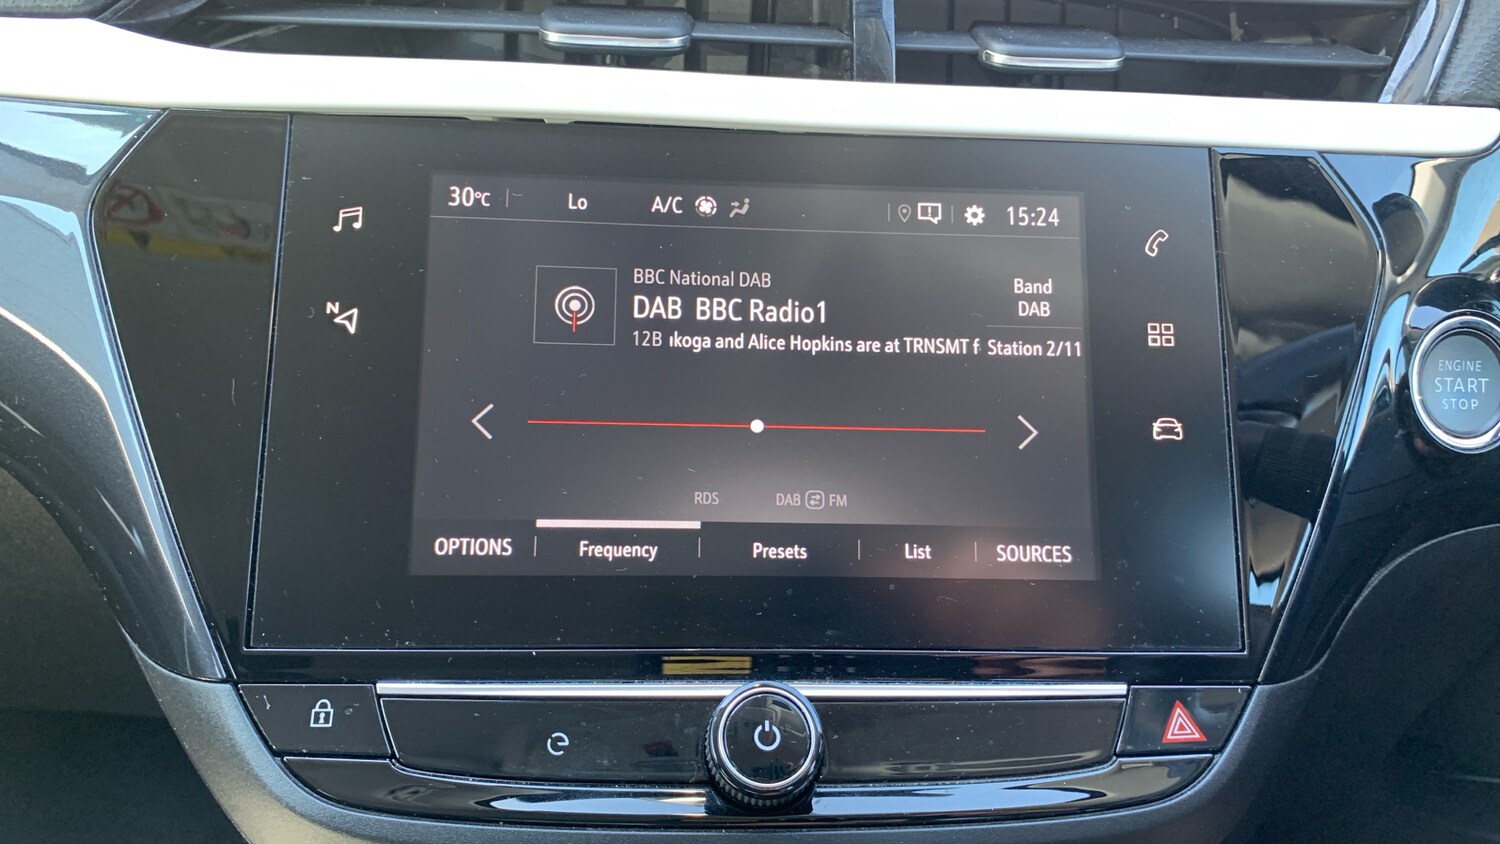 30°C Lo A/C 15:24
BBC National DAB
DAB BBC Radio1
12B ikoga and Alice Hopkins are at TRNSMT f
Band
DAB
Station 2/11
N
RDS DAB FM
OPTIONS Frequency Presets List SOURCES
ENGINE
START
STOP